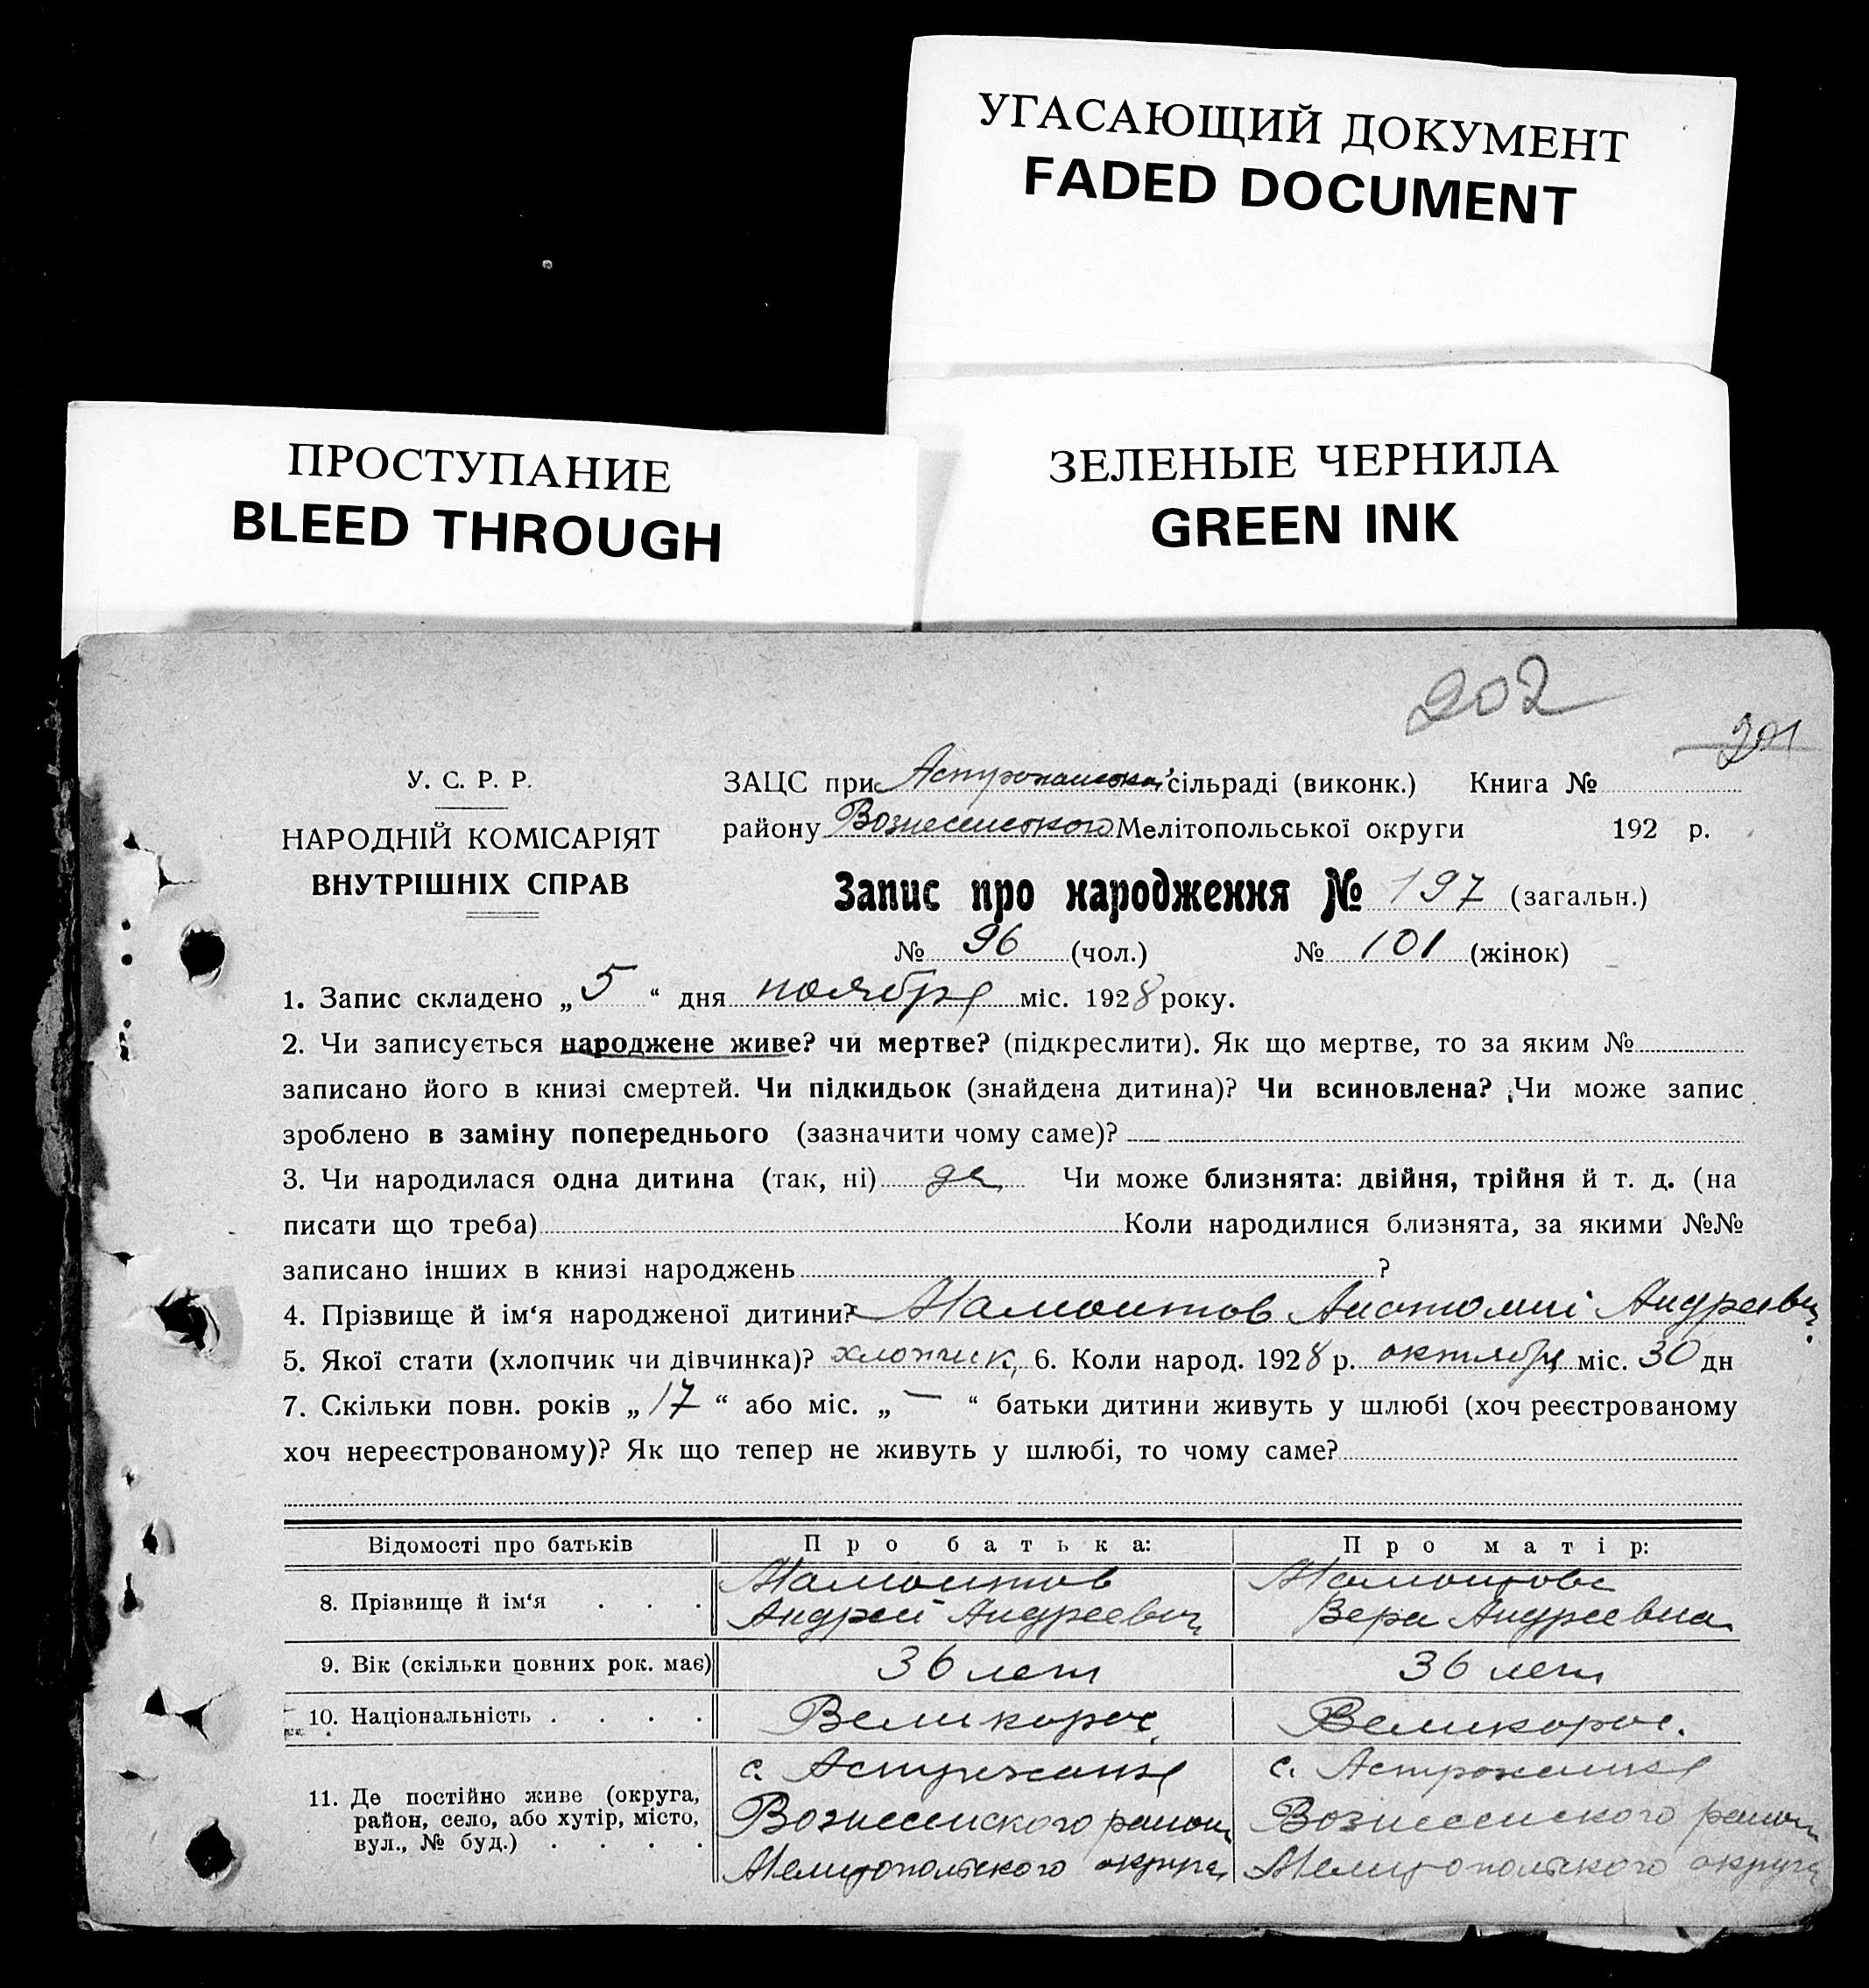 УГАСАЮЩИЙ ДОКУМЕНТ
FADED DOCUMENT
ПРОСТУПАНИЕ
BLEED THROUGH
ЗЕЛЕНЫЕ ЧЕРНИЛА
GREEN INK
202
201
У. С. Р. Р.
НАРОДНІЙ КОМІСАРІЯТ
ВНУТРІШНІХ СПРАВ
ЗАЦС при Астраханской сільраді (виконк.) Книга №
району Вознесенского Мелітопольської округи 192 р.
Запис про народження № 197 (загальн.)
№ 96 (чол.) № 101 (жінок)
1. Запис складено „ 5 “ дня ноября міс. 1928 року.
2. Чи записується народжене живе? чи мертве? (підкреслити). Як що мертве, то за яким №
записано його в книзі смертей. Чи підкидьок (знайдена дитина)? Чи всиновлена? Чи може запис
зроблено в заміну попереднього (зазначити чому саме)?
3. Чи народилася одна дитина (так, ні) да Чи може близнята: двійня, трійня й т. д. (на
писати що треба) Коли народилися близнята, за якими №№
записано інших в книзі народжень ?
4. Прізвище й ім‘я народженої дитини? Мамонтов Анатолий Андреевич
5. Якої стати (хлопчик чи дівчинка)? хлопчик, 6. Коли народ. 1928 р. октября міс. 30 дн
7. Скільки повн. років „ 17 “ або міс. „ — “ батьки дитини живуть у шлюбі (хоч реєстрованому
хоч нереєстрованому)? Як що тепер не живуть у шлюбі, то чому саме?
Відомості про батьків Про батька: Про матір:
8. Прізвище й ім‘я . . . Мамонтов Андрей Андреевич Мамонтова Вера Андреевна
9. Вік (скільки повних рок. має) 36 лет 36 лет
10. Національність . . . . Великорос. Великорос.
11. Де постійно живе (округа, район, село, або хутір, місто, вул., № буд.) . . . .
с. Астраханка Вознесенского района Мелитопольского округа
с. Астраханка Вознесенского района Мелитопольского округа